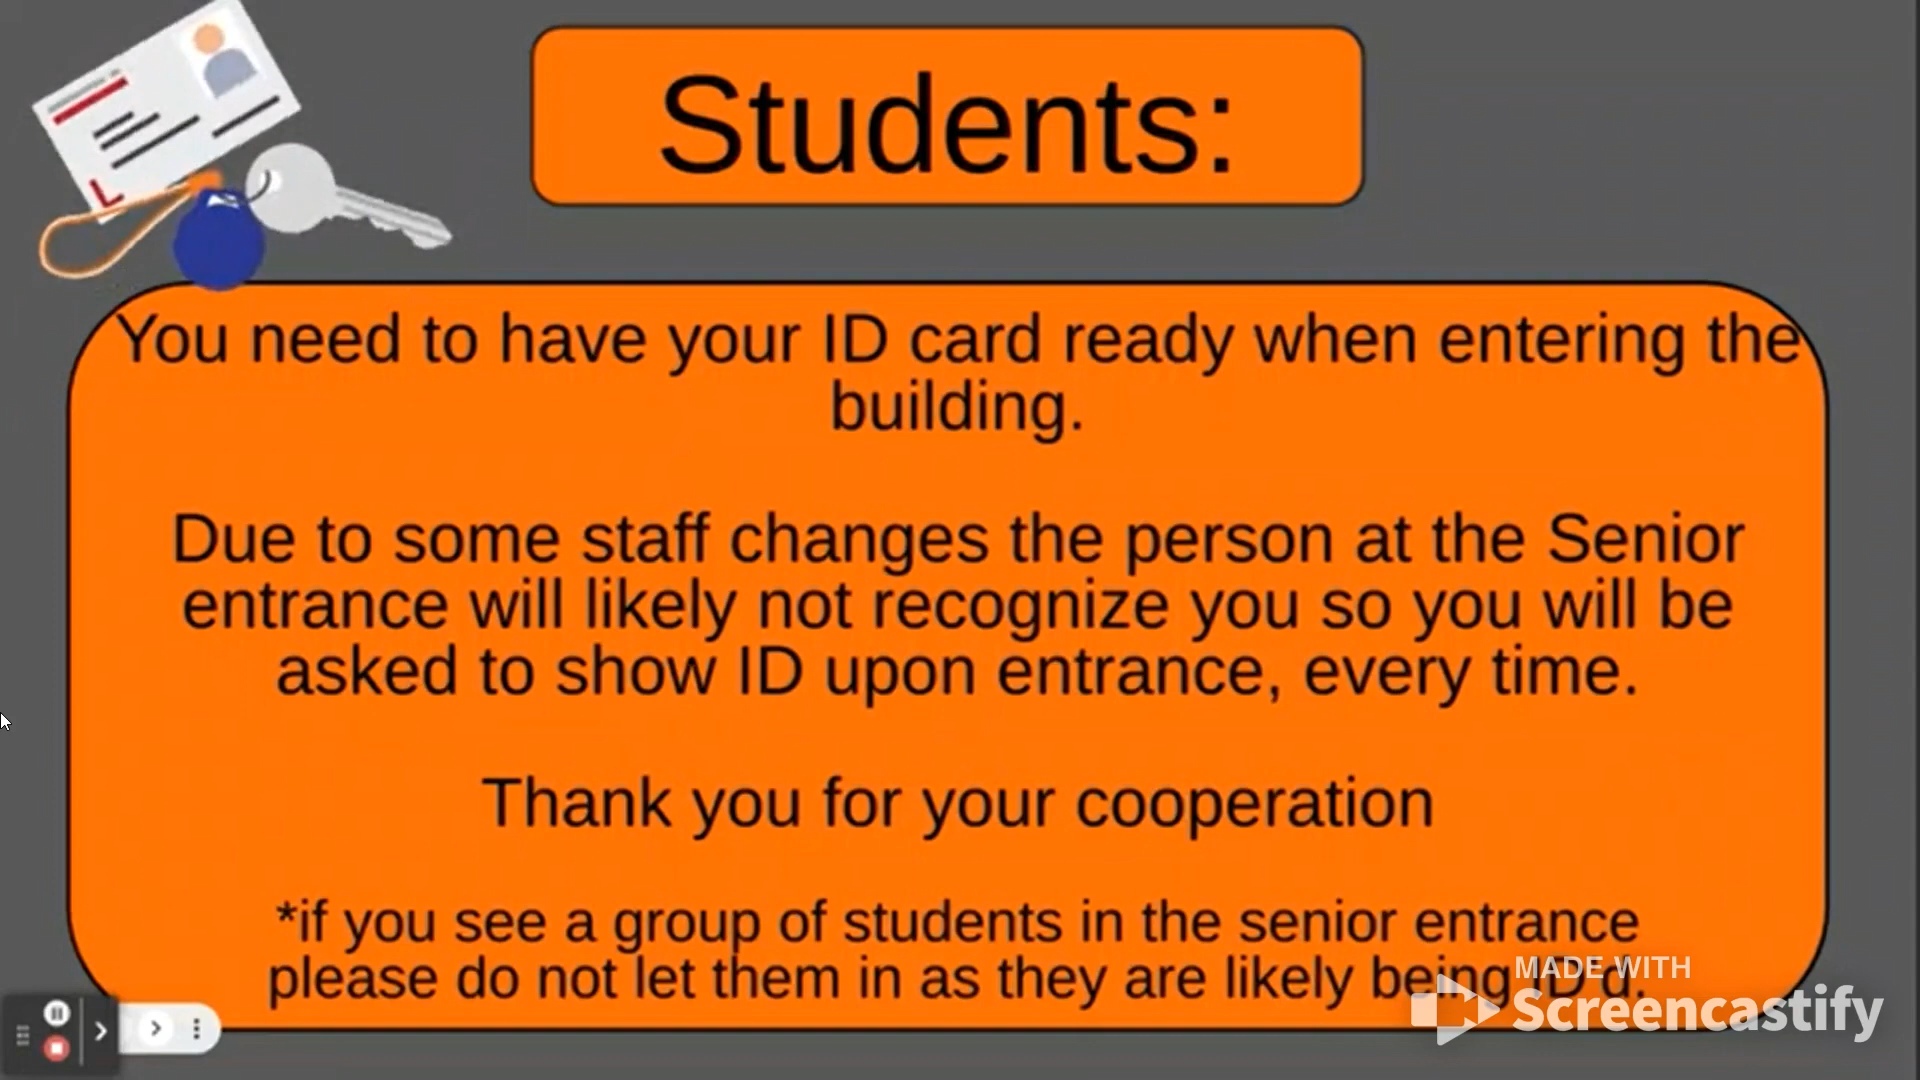 Students:
You need to have your ID card ready when entering the
building.
Due to some staff changes the person at the Senior
entrance will likely not recognize you so you will be
asked to show ID upon entrance, every time.
Thank you for your cooperation
*if you see a group of students in the senior entrance
please do not let them in as they are likely being ID'd.
MADE WITH
Screencastify